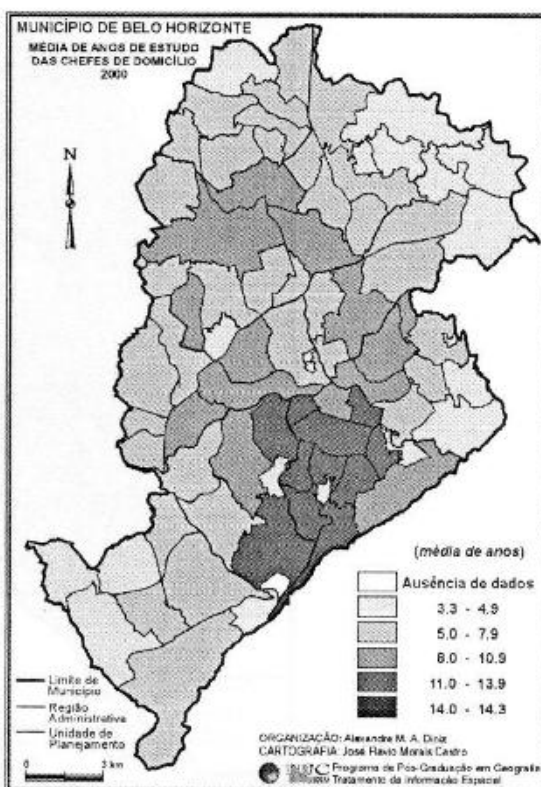 MUNICÍPIO DE BELO HORIZONTE
MÉDIA DE ANOS DE ESTUDO
DAS CHEFES DE DOMICÍLIO
2000
N
(média de anos)
Ausência de dados
3.3 - 4.9
5.0 - 7.9
8.0 - 10.9
11.0 - 13.9
14.0 - 14.3
Limite de
Município
Região
Administrativa
Unidade de
Planejamento
0 3 km
ORGANIZAÇÃO: Alexandre M. A. Diniz
CARTOGRAFIA: José Flavio Morais Castro
PUC Programa de Pós-Graduação em Geografia
Tratamento da Informação Espacial